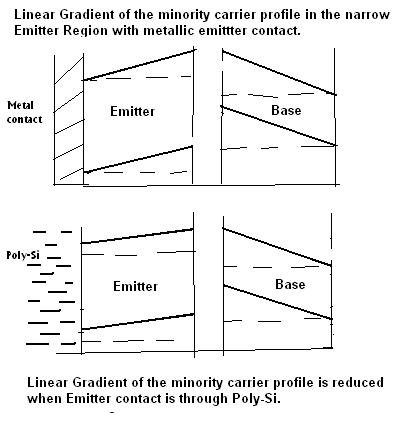 Linear Gradient of the minority carrier profile in the narrow
Emitter Region with metallic emittter contact.
Metal
contact
Emitter
Base
Poly-Si
Emitter
Base
Linear Gradient of the minority carrier profile is reduced
when Emitter contact is through Poly-Si.